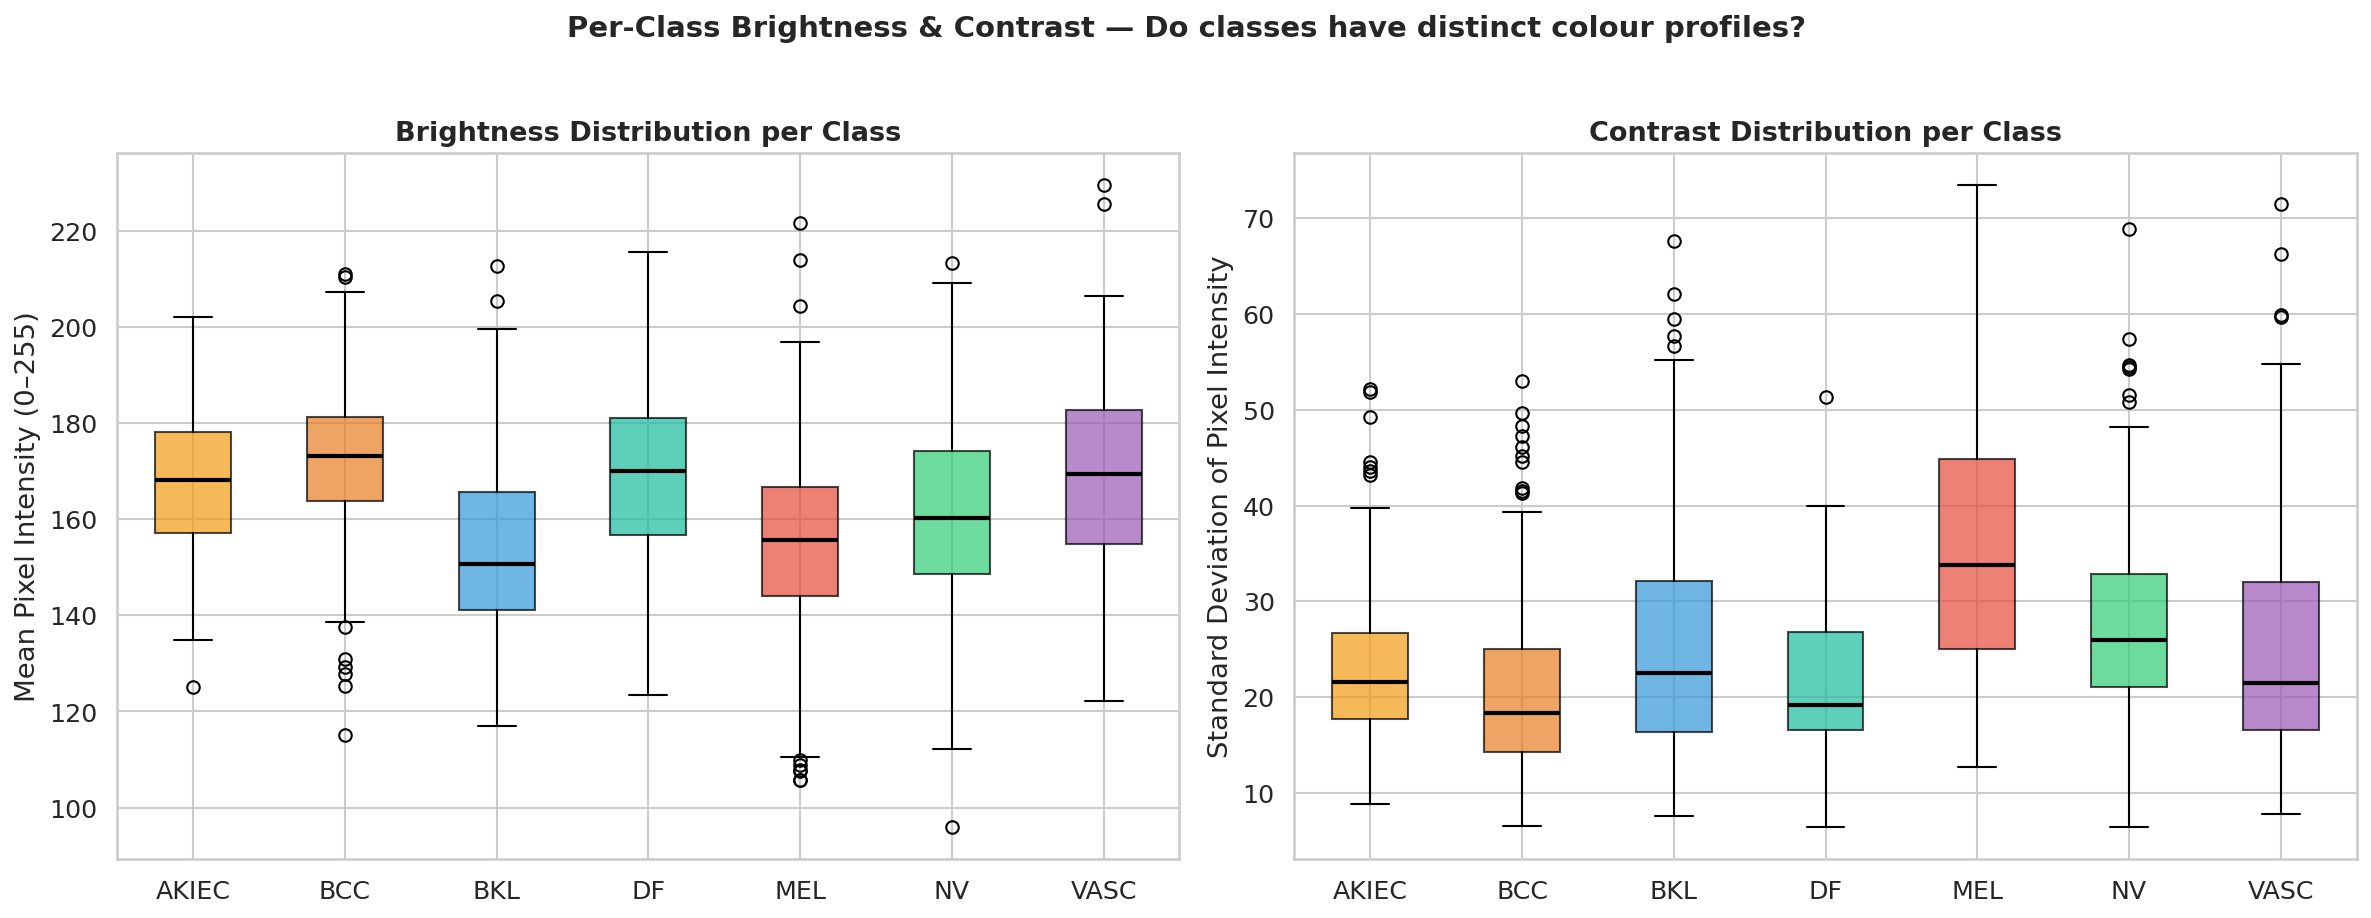 Per-Class Brightness & Contrast — Do classes have distinct colour profiles?
Brightness Distribution per Class
Mean Pixel Intensity (0–255)
220
200
180
160
140
120
100
AKIEC BCC BKL DF MEL NV VASC
Contrast Distribution per Class
Standard Deviation of Pixel Intensity
70
60
50
40
30
20
10
AKIEC BCC BKL DF MEL NV VASC